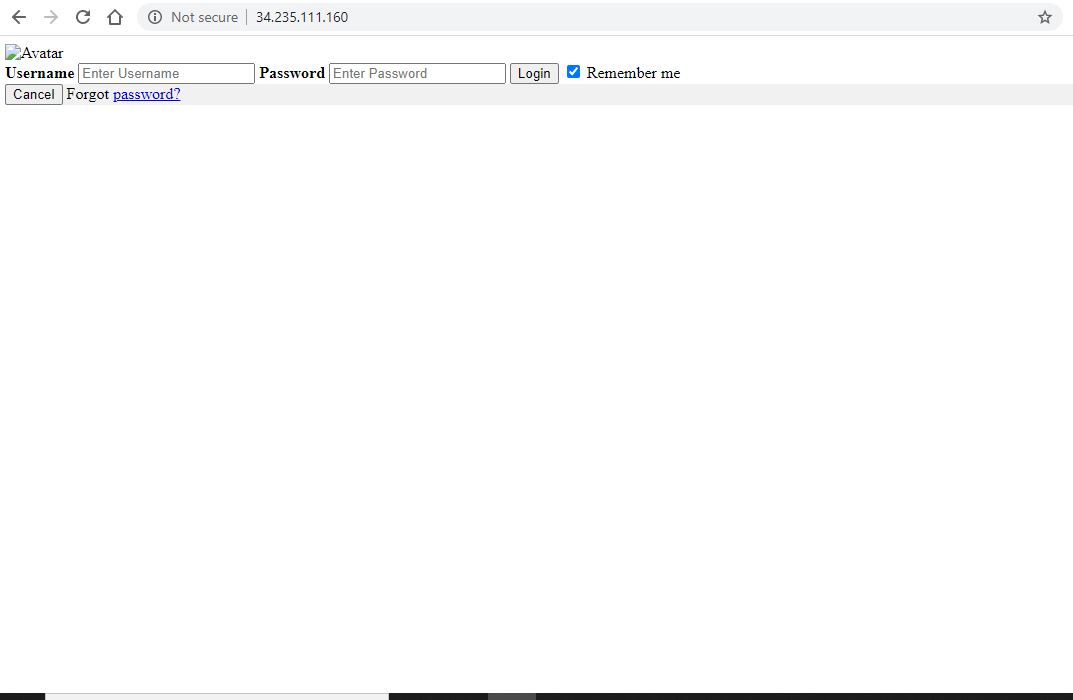 Not secure 34.235.111.160
Avatar
Username Enter Username Password Enter Password Login Remember me
Cancel Forgot password?